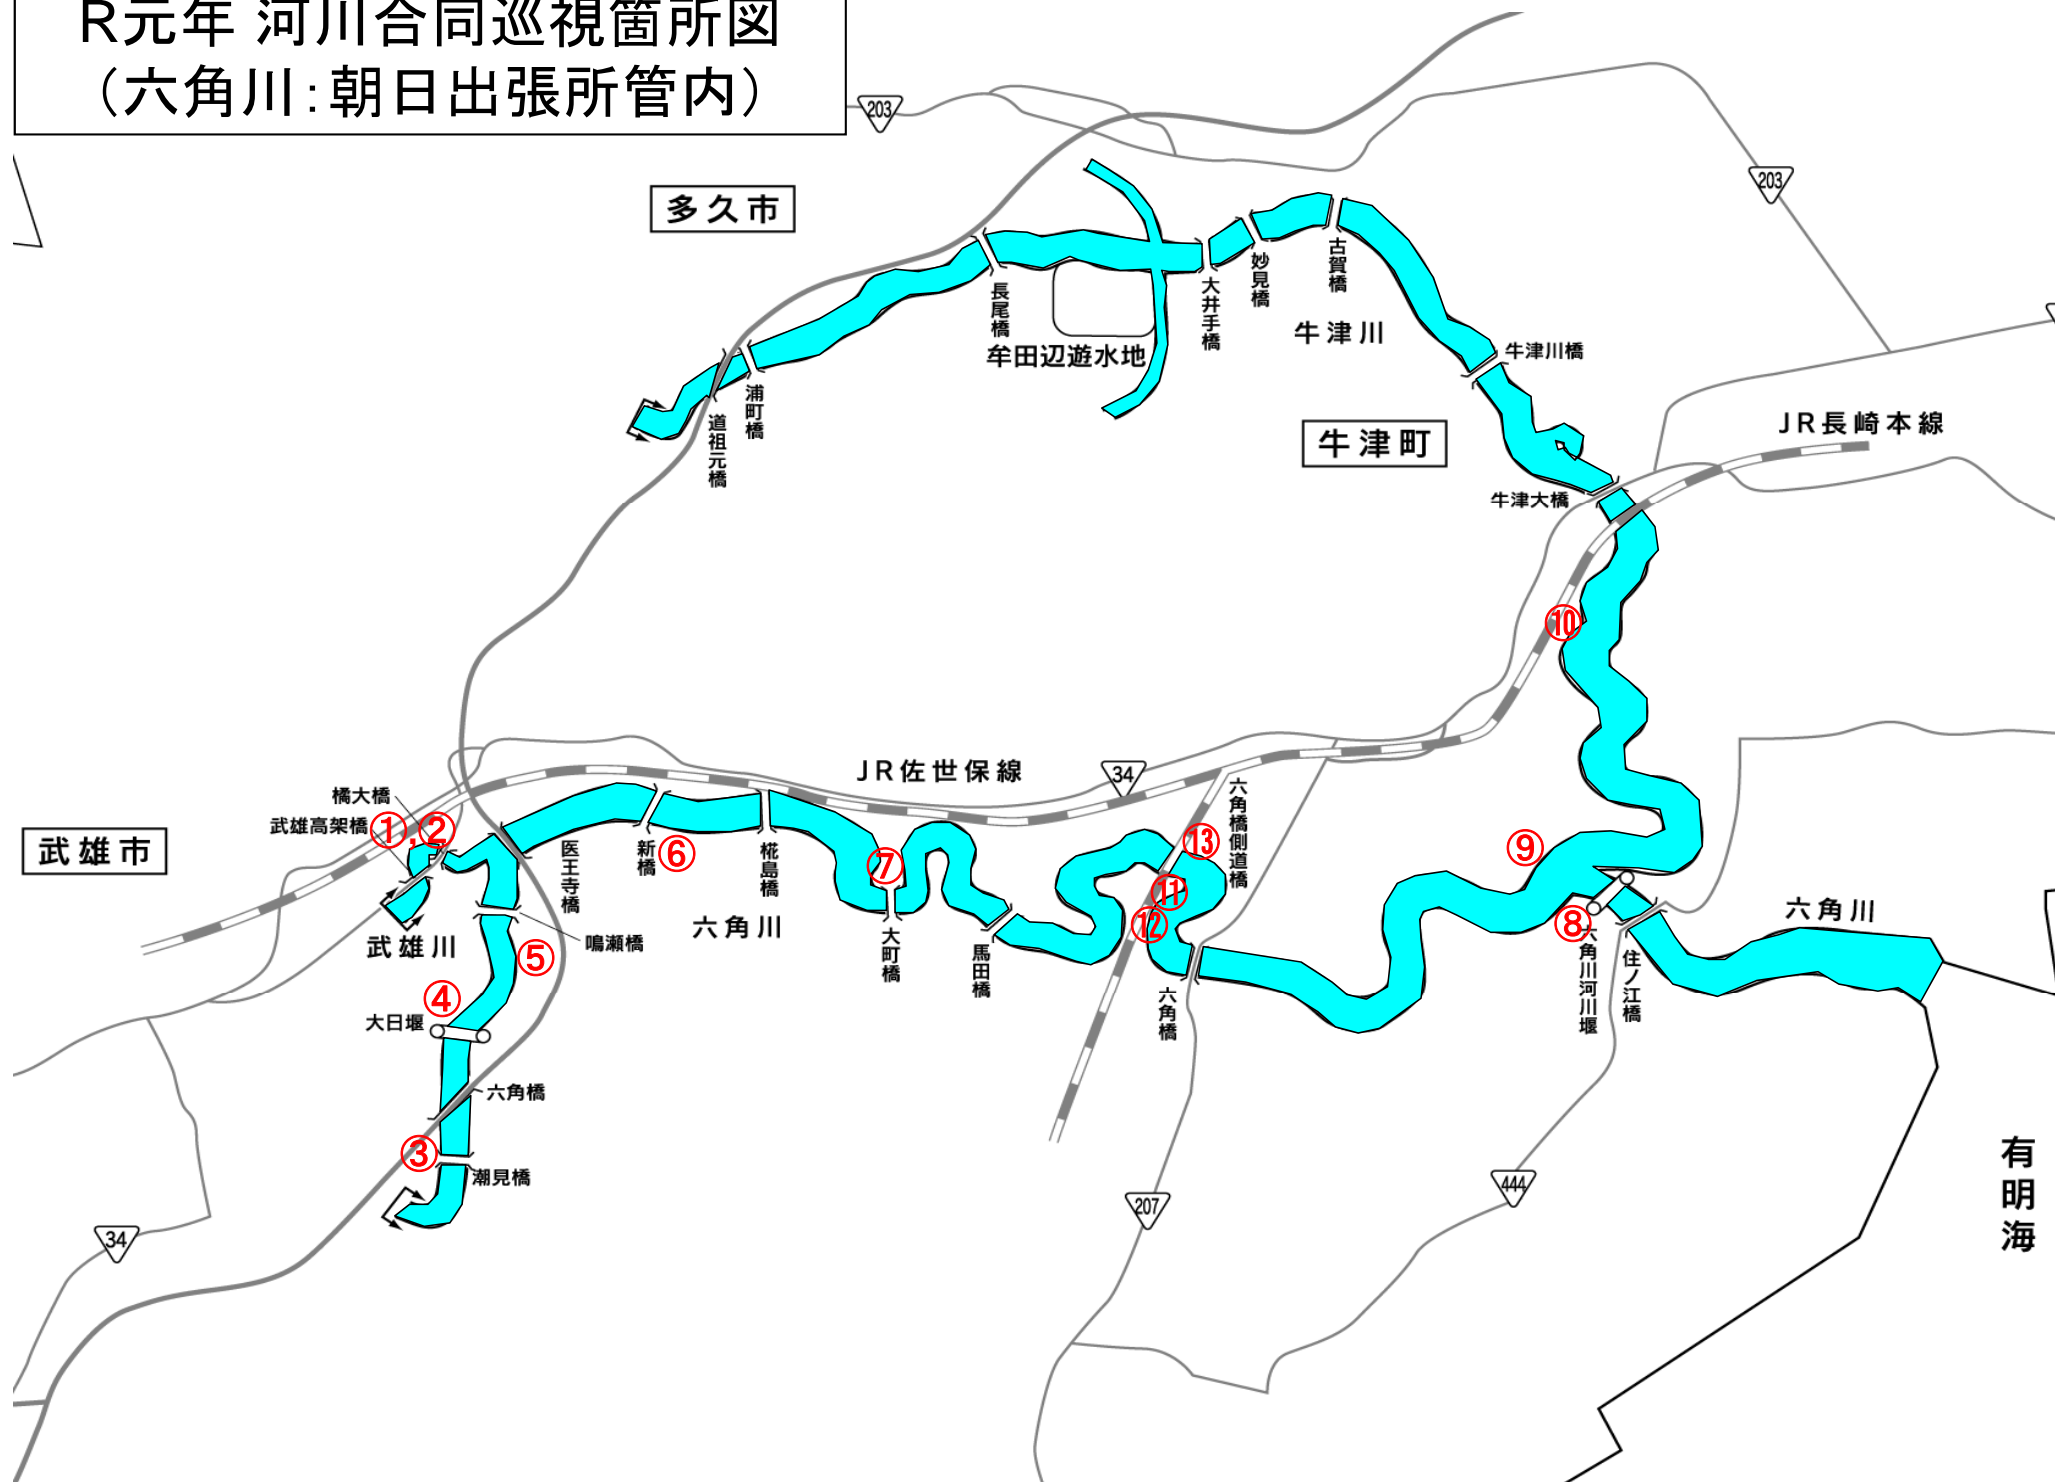 R元年 河川合同巡視箇所図
（六角川：朝日出張所管内）
203
203
多久市
古賀橋
妙見橋
大井手橋
長尾橋
牛津川
牟田辺遊水地
牛津川橋
浦町橋
道祖元橋
JR長崎本線
牛津町
牛津大橋
⑩
JR佐世保線
34
六角橋側道橋
橘大橋
武雄高架橋
①,②
武雄市
医王寺橋
新橋
⑥
椛島橋
⑦
⑬
⑨
⑪
⑫
⑧
六角川
六角川
武雄川
鳴瀬橋
⑤
大町橋
馬田橋
六角橋
六角川河川堰
住ノ江橋
④
大日堰
六角橋
③
潮見橋
有明海
444
207
34